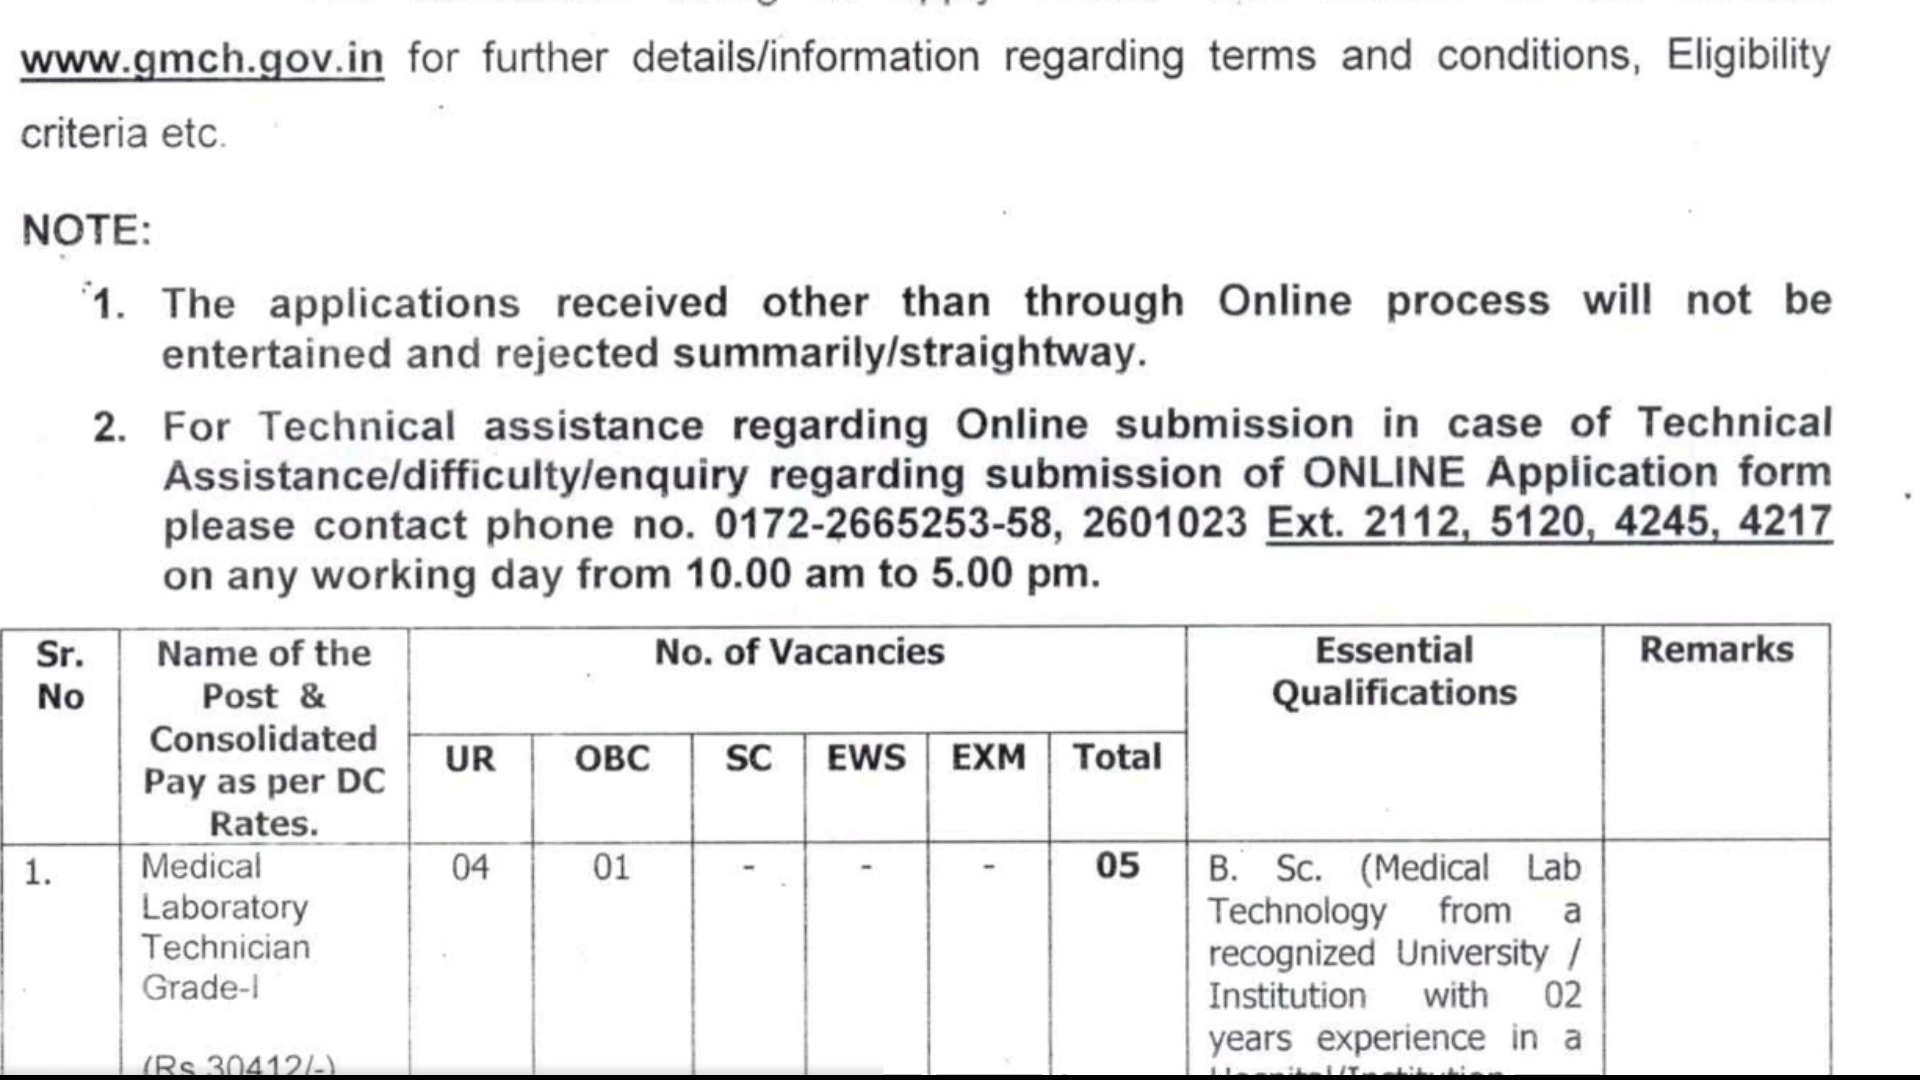 www.gmch.gov.in for further details/information regarding terms and conditions, Eligibility
criteria etc.
NOTE:
1. The applications received other than through Online process will not be
entertained and rejected summarily/straightway.
2. For Technical assistance regarding Online submission in case of Technical
Assistance/difficulty/enquiry regarding submission of ONLINE Application form
please contact phone no. 0172-2665253-58, 2601023 Ext. 2112, 5120, 4245, 4217
on any working day from 10.00 am to 5.00 pm.
Sr.
No
Name of the
Post &
Consolidated
Pay as per DC
Rates.
No. of Vacancies
UR OBC SC EWS EXM Total
Essential
Qualifications
Remarks
1.
Medical
Laboratory
Technician
Grade-I
(Rs.30412/-)
04 01 - - - 05
B. Sc. (Medical Lab
Technology from a
recognized University /
Institution with 02
years experience in a
Hospital/Institution